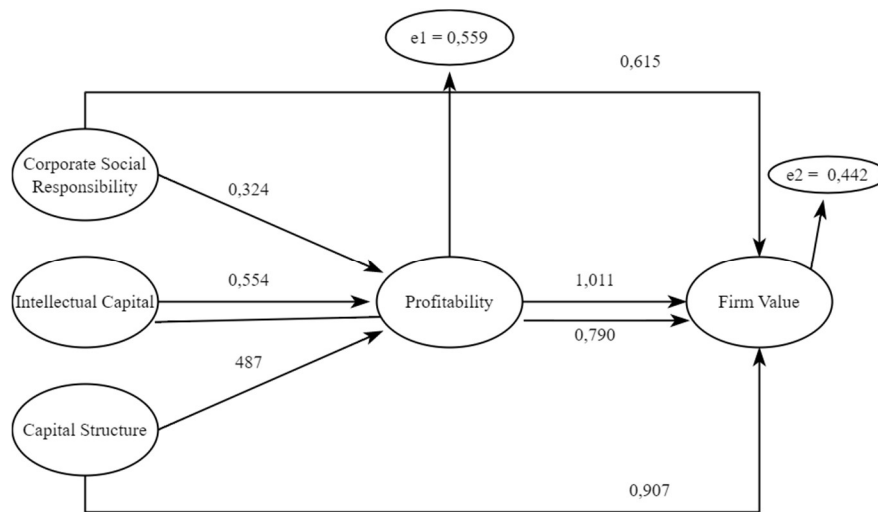 e1 = 0,559
0,615
Corporate Social
Responsibility
e2 = 0,442
0,324
Intellectual Capital
0,554
Profitability
1,011
Firm Value
0,790
487
Capital Structure
0,907